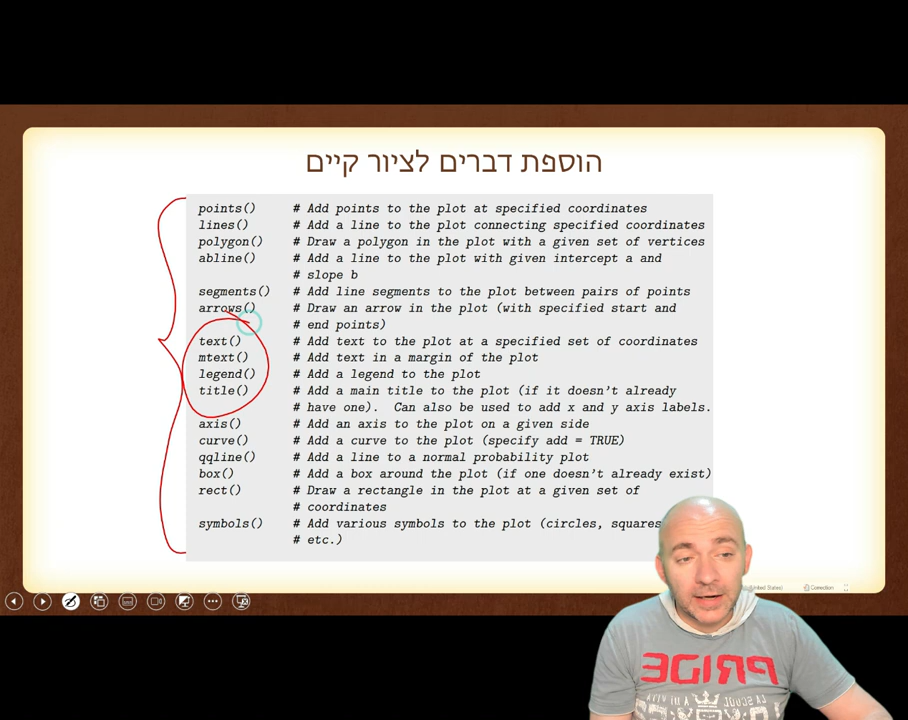 הוספת דברים לציור קיים
points() # Add points to the plot at specified coordinates
lines() # Add a line to the plot connecting specified coordinates
polygon() # Draw a polygon in the plot with a given set of vertices
abline() # Add a line to the plot with given intercept a and
# slope b
segments() # Add line segments to the plot between pairs of points
arrows() # Draw an arrow in the plot (with specified start and
# end points)
text() # Add text to the plot at a specified set of coordinates
mtext() # Add text in a margin of the plot
legend() # Add a legend to the plot
title() # Add a main title to the plot (if it doesn't already
# have one). Can also be used to add x and y axis labels.
axis() # Add an axis to the plot on a given side
curve() # Add a curve to the plot (specify add = TRUE)
qqline() # Add a line to a normal probability plot
box() # Add a box around the plot (if one doesn't already exist)
rect() # Draw a rectangle in the plot at a given set of
# coordinates
symbols() # Add various symbols to the plot (circles, squares
# etc.)
(United States) Correction
PRIDE